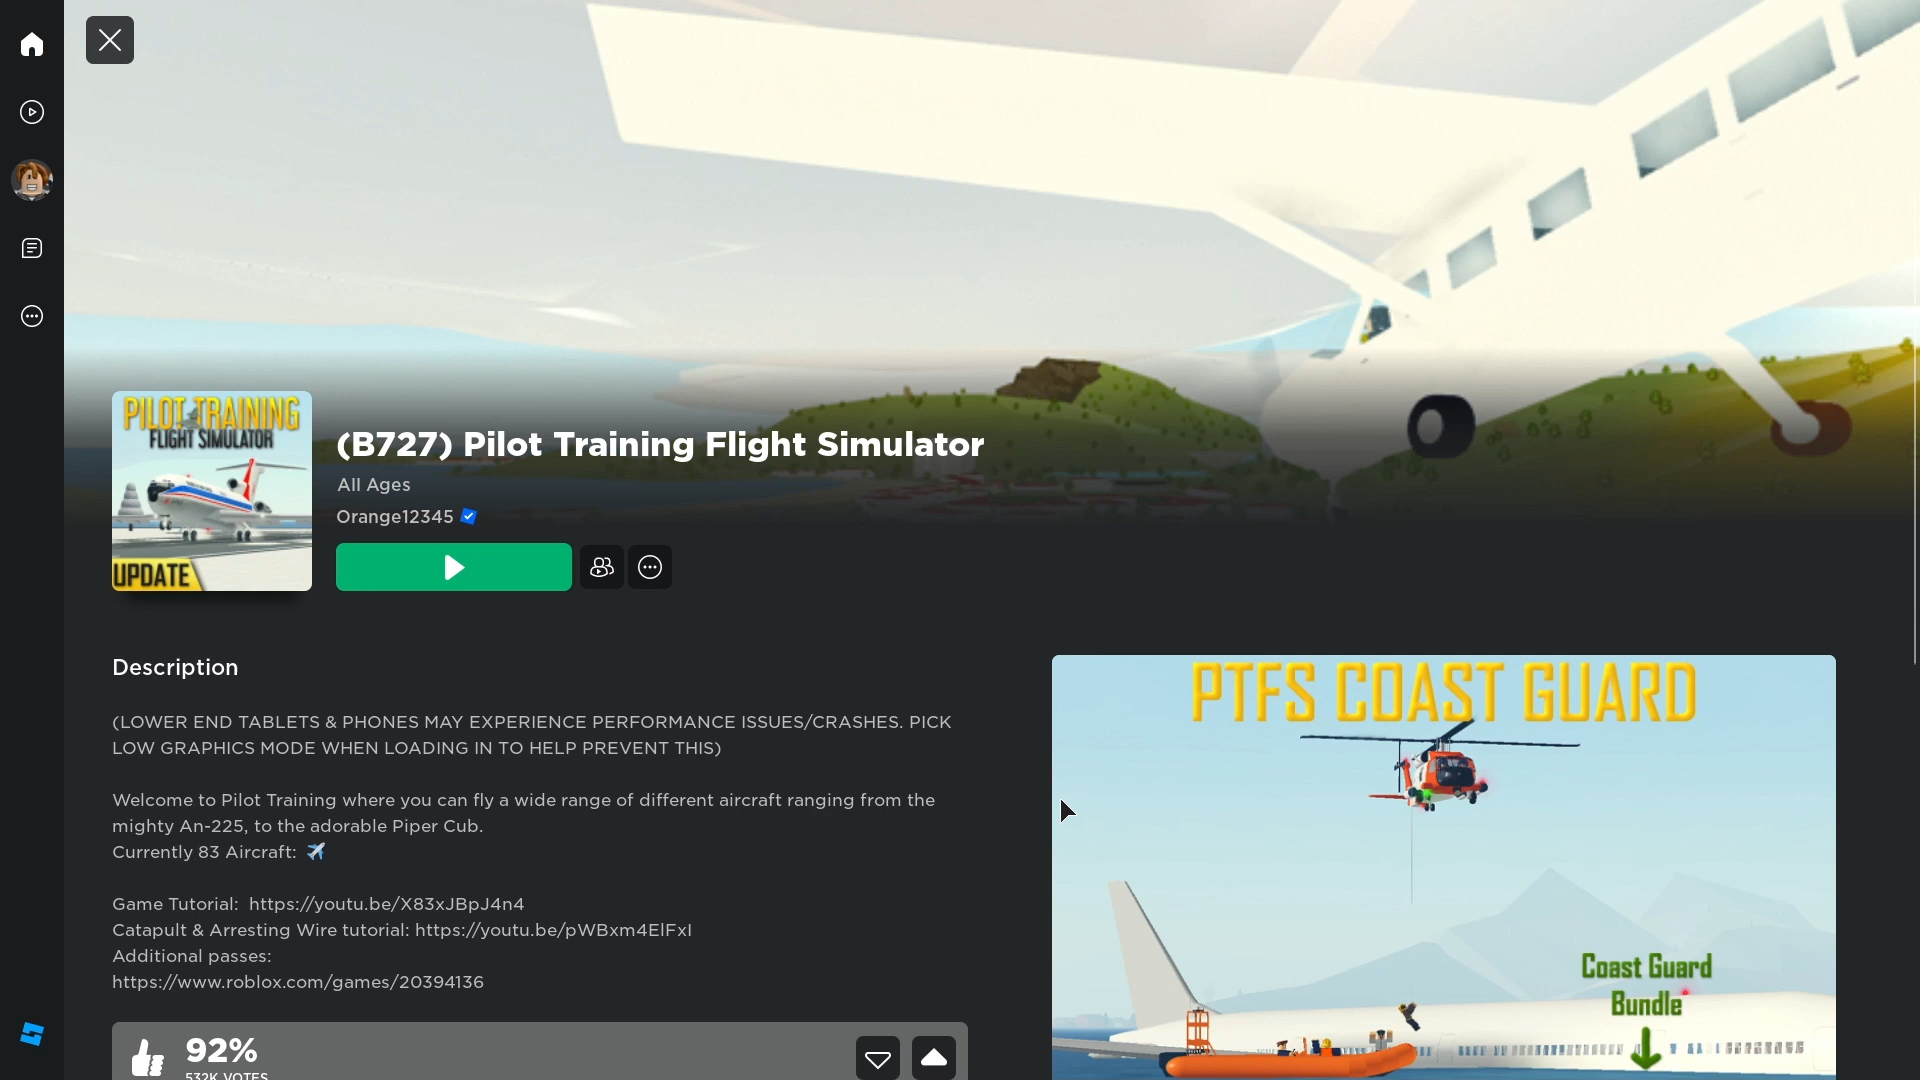 PILOT TRAINING
FLIGHT SIMULATOR
UPDATE
(B727) Pilot Training Flight Simulator
All Ages
Orange12345
Description
(LOWER END TABLETS & PHONES MAY EXPERIENCE PERFORMANCE ISSUES/CRASHES. PICK
LOW GRAPHICS MODE WHEN LOADING IN TO HELP PREVENT THIS)
Welcome to Pilot Training where you can fly a wide range of different aircraft ranging from the
mighty An-225, to the adorable Piper Cub.
Currently 83 Aircraft: ✈️
Game Tutorial: https://youtu.be/X83xJBpJ4n4
Catapult & Arresting Wire tutorial: https://youtu.be/pWBxm4ElFxI
Additional passes:
https://www.roblox.com/games/20394136
92%
532K VOTES
PTFS COAST GUARD
Coast Guard
Bundle